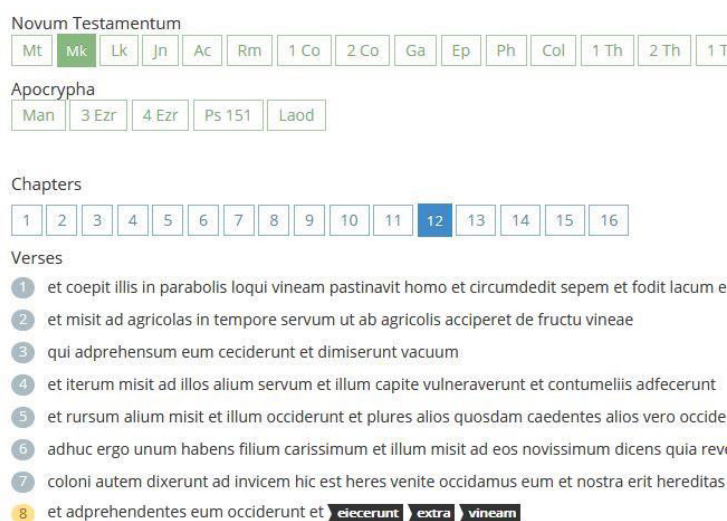 Novum Testamentum
Mt Mk Lk Jn Ac Rm 1 Co 2 Co Ga Ep Ph Col 1 Th 2 Th 1 T
Apocrypha
Man 3 Ezr 4 Ezr Ps 151 Laod
Chapters
1 2 3 4 5 6 7 8 9 10 11 12 13 14 15 16
Verses
1 et coepit illis in parabolis loqui vineam pastinavit homo et circumdedit sepem et fodit lacum e
2 et misit ad agricolas in tempore servum ut ab agricolis acciperet de fructu vineae
3 qui adprehensum eum ceciderunt et dimiserunt vacuum
4 et iterum misit ad illos alium servum et illum capite vulneraverunt et contumeliis adfecerunt
5 et rursum alium misit et illum occiderunt et plures alios quosdam caedentes alios vero occide
6 adhuc ergo unum habens filium carissimum et illum misit ad eos novissimum dicens quia reve
7 coloni autem dixerunt ad invicem hic est heres venite occidamus eum et nostra erit hereditas
8 et adprehendentes eum occiderunt et eiecerunt extra vineam